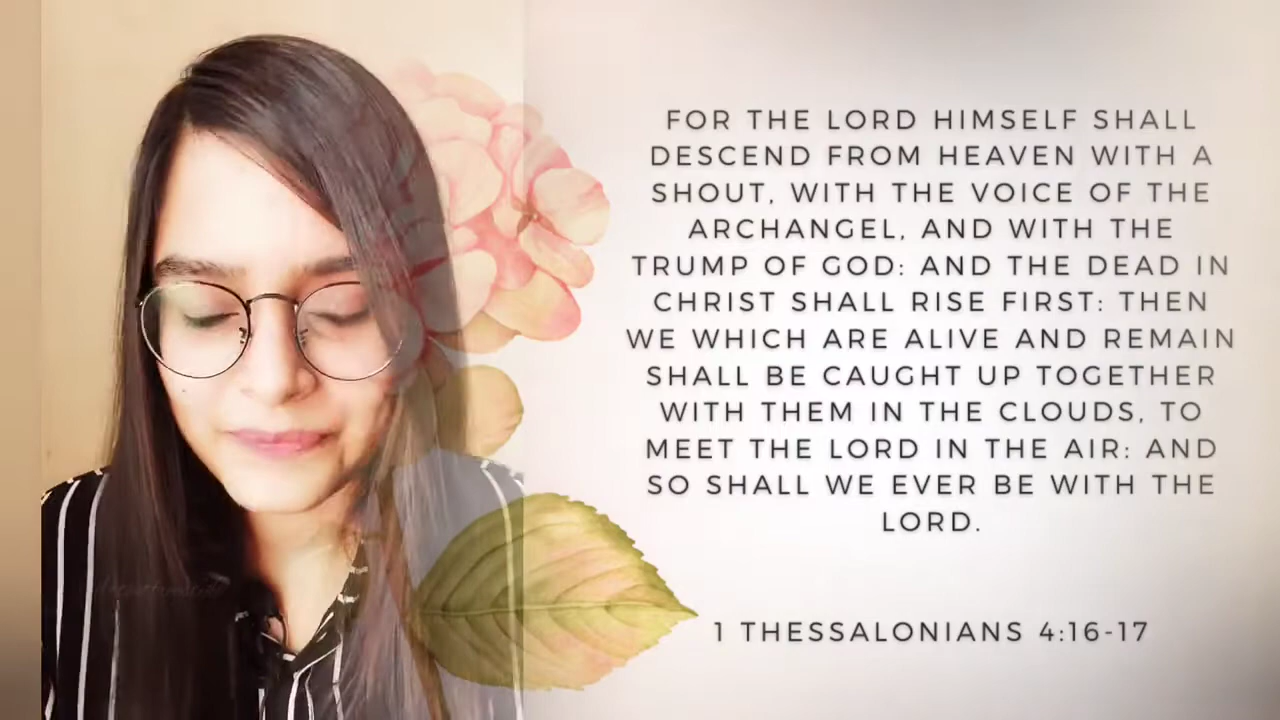 FOR THE LORD HIMSELF SHALL
DESCEND FROM HEAVEN WITH A
SHOUT, WITH THE VOICE OF THE
ARCHANGEL, AND WITH THE
TRUMP OF GOD: AND THE DEAD IN
CHRIST SHALL RISE FIRST: THEN
WE WHICH ARE ALIVE AND REMAIN
SHALL BE CAUGHT UP TOGETHER
WITH THEM IN THE CLOUDS, TO
MEET THE LORD IN THE AIR: AND
SO SHALL WE EVER BE WITH THE
LORD.
1 THESSALONIANS 4:16-17